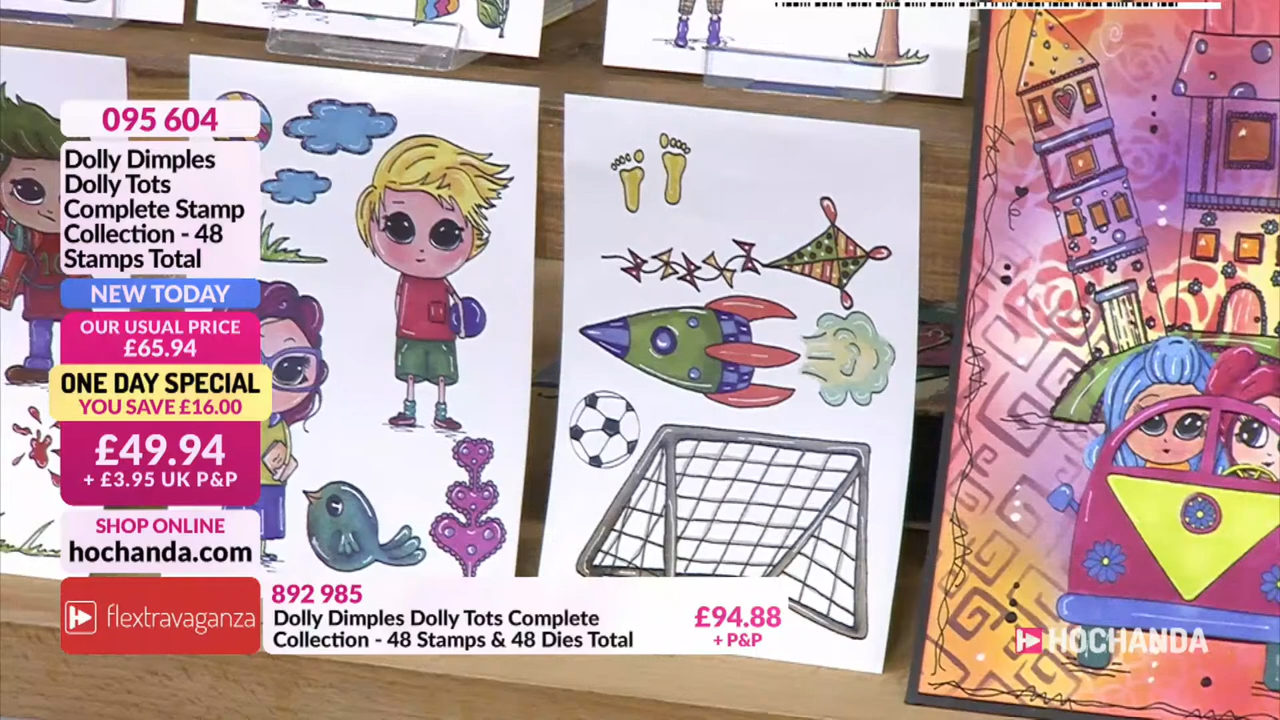 095 604
Dolly Dimples
Dolly Tots
Complete Stamp
Collection - 48
Stamps Total
NEW TODAY
OUR USUAL PRICE
£65.94
ONE DAY SPECIAL
YOU SAVE £16.00
£49.94
+ £3.95 UK P&P
SHOP ONLINE
hochanda.com
flextravaganza
892 985
Dolly Dimples Dolly Tots Complete
Collection - 48 Stamps & 48 Dies Total
£94.88
+ P&P
HOCHANDA